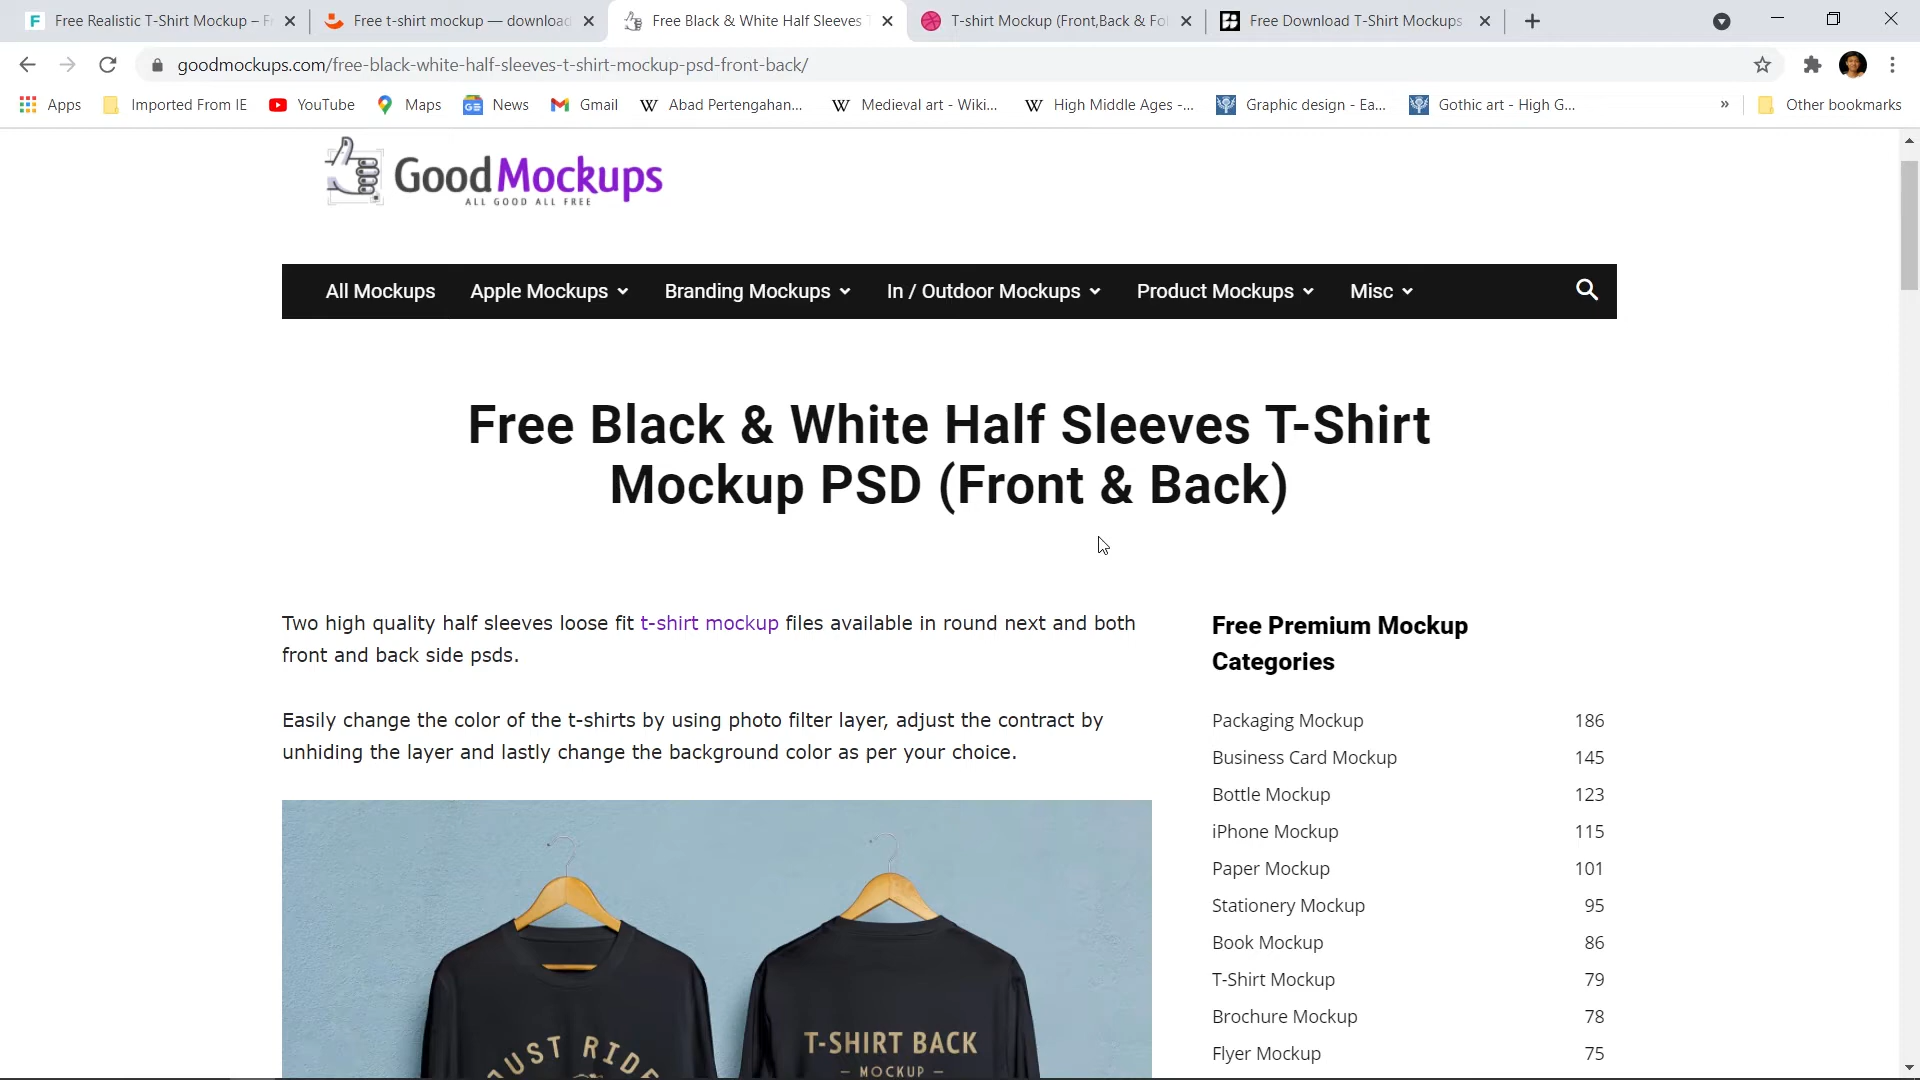 Free Realistic T-Shirt Mockup – F
Free t-shirt mockup — download
Free Black & White Half Sleeves T
T-shirt Mockup (Front,Back & Fol
Free Download T-Shirt Mockups
goodmockups.com/free-black-white-half-sleeves-t-shirt-mockup-psd-front-back/
Apps
Imported From IE
YouTube
Maps
News
Gmail
Abad Pertengahan...
Medieval art - Wiki...
High Middle Ages -...
Graphic design - Ea...
Gothic art - High G...
»
Other bookmarks
GoodMockups
ALL GOOD ALL FREE
All Mockups Apple Mockups Branding Mockups In / Outdoor Mockups Product Mockups Misc
Free Black & White Half Sleeves T-Shirt
Mockup PSD (Front & Back)
Two high quality half sleeves loose fit t-shirt mockup files available in round next and both
front and back side psds.
Easily change the color of the t-shirts by using photo filter layer, adjust the contract by
unhiding the layer and lastly change the background color as per your choice.
UST RIDE
T-SHIRT BACK
– MOCKUP –
Free Premium Mockup
Categories
Packaging Mockup 186
Business Card Mockup 145
Bottle Mockup 123
iPhone Mockup 115
Paper Mockup 101
Stationery Mockup 95
Book Mockup 86
T-Shirt Mockup 79
Brochure Mockup 78
Flyer Mockup 75